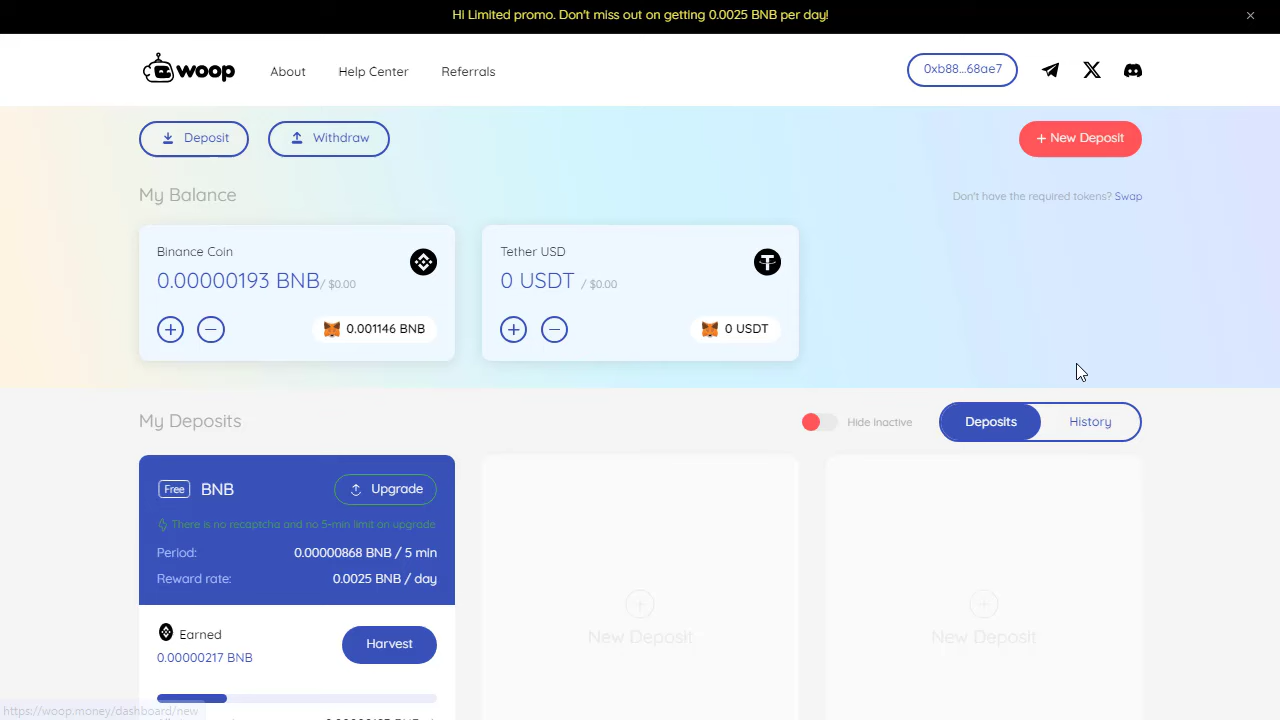 Hi Limited promo. Don't miss out on getting 0.0025 BNB per day!
woop
About
Help Center
Referrals
0xb88...68ae7
Deposit
Withdraw
+ New Deposit
My Balance
Don't have the required tokens? Swap
Binance Coin
0.00000193 BNB/ $0.00
0.001146 BNB
Tether USD
0 USDT / $0.00
0 USDT
My Deposits
Hide Inactive
Deposits
History
Free BNB
Upgrade
There is no recaptcha and no 5-min limit on upgrade
Period: 0.00000868 BNB / 5 min
Reward rate: 0.0025 BNB / day
Earned
0.00000217 BNB
Harvest
New Deposit
New Deposit
https://woop.money/dashboard/new